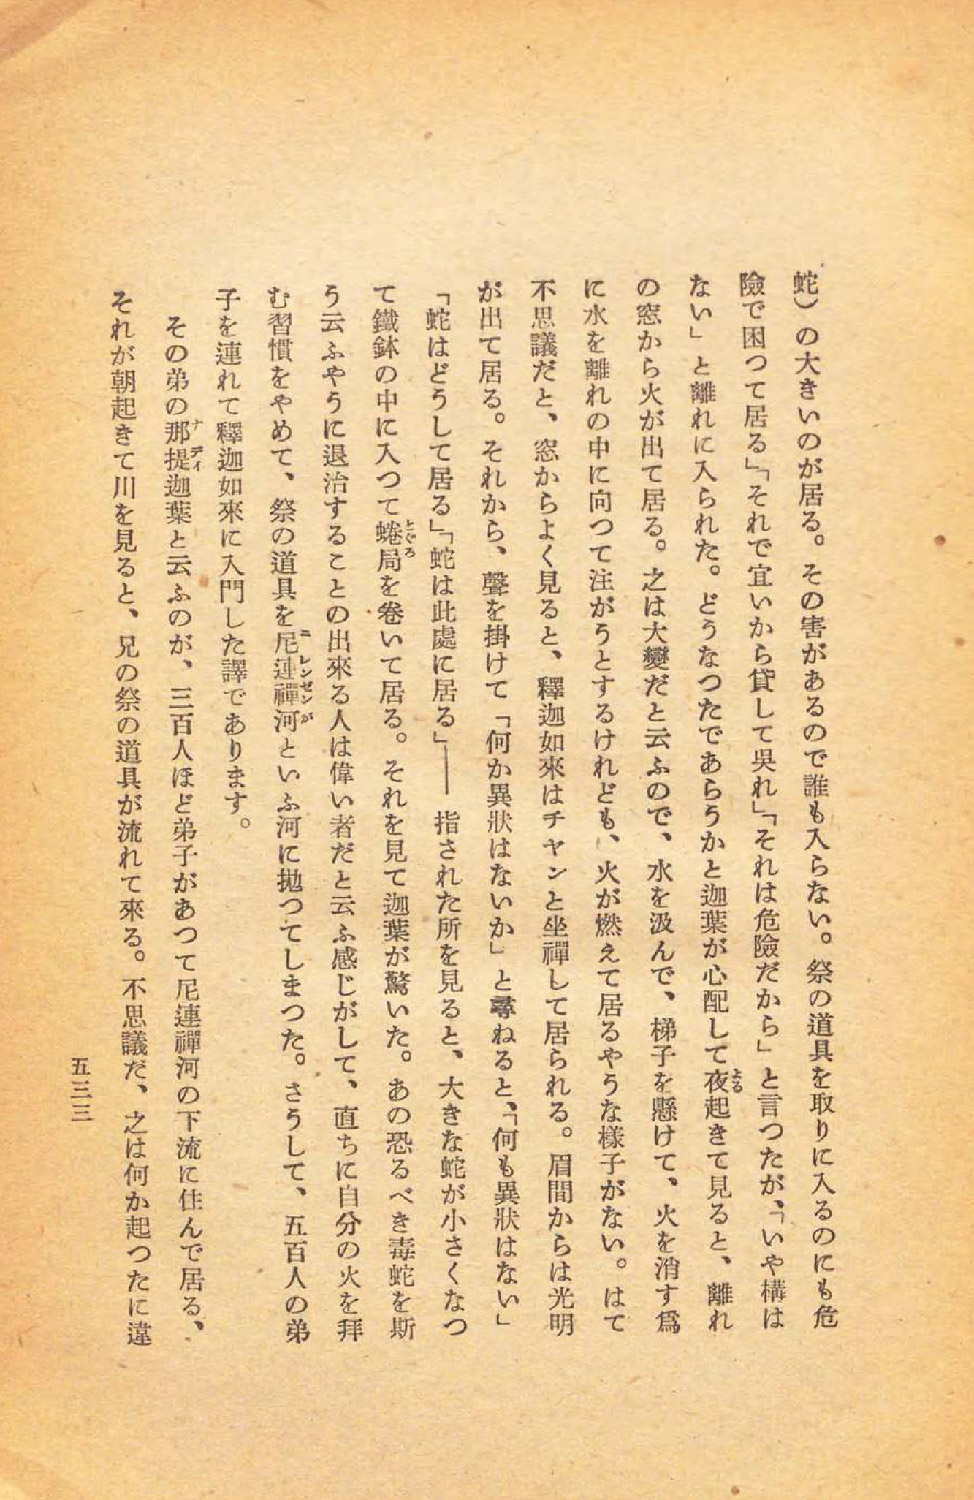 蛇）の大きいのが居る。その害があるので誰も入らない。祭の道具を取りに入るのにも危
險で困つて居る」「それで宜いから貸して吳れ」「それは危險だから」と言つたが、「いや構は
ない」と離れに入られた。どうなつたであらうかと迦葉が心配して夜起きて見ると、離れ
の窓から火が出て居る。之は大變だと云ふので、水を汲んで、梯子を懸けて、火を消す爲
に水を離れの中に向つて注がうとするけれども、火が燃えて居るやうな樣子がない。はて
不思議だと、窓からよく見ると、釋迦如來はチヤンと坐禪して居られる。眉間からは光明
が出て居る。それから、聲を掛けて「何か異狀はないか」と尋ねると、「何も異狀はない」
「蛇はどうして居る」「蛇は此處に居る」―― 指された所を見ると、大きな蛇が小さくなつ
て鐵鉢の中に入つて蜷局を卷いて居る。それを見て迦葉が驚いた。あの恐るべき毒蛇を斯
う云ふやうに退治することの出來る人は偉い者だと云ふ感じがして、直ちに自分の火を拜
む習慣をやめて、祭の道具を尼連禪河といふ河に拋つてしまつた。さうして、五百人の弟
子を連れて釋迦如來に入門した譯であります。
その弟の那提迦葉と云ふのが、三百人ほど弟子があつて尼連禪河の下流に住んで居る、
それが朝起きて川を見ると、兄の祭の道具が流れて來る。不思議だ、之は何か起つたに違
五三三